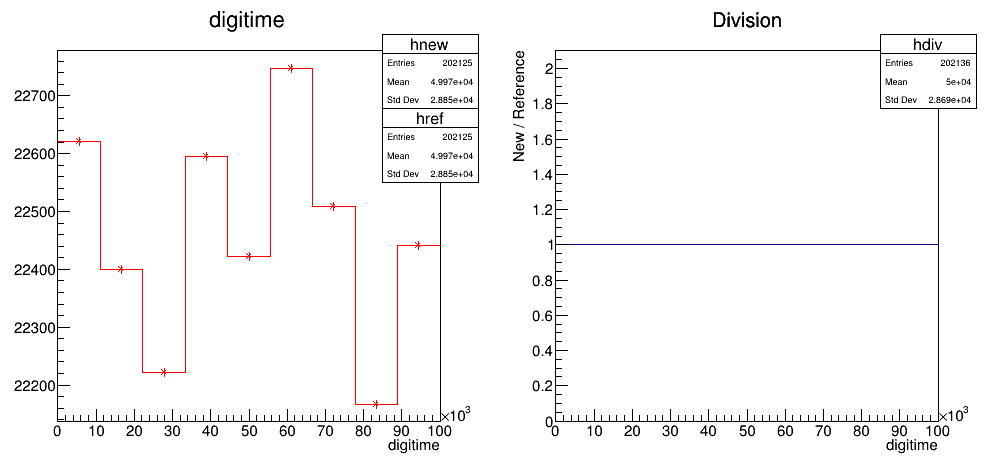 digitime
hnew
Entries 202125
Mean 4.997e+04
Std Dev 2.885e+04
href
Entries 202125
Mean 4.997e+04
Std Dev 2.885e+04
22700
22600
22500
22400
22300
22200
0 10 20 30 40 50 60 70 80 90 100
×10³
digitime
Division
hdiv
Entries 202136
Mean 5e+04
Std Dev 2.869e+04
New / Reference
2
1.8
1.6
1.4
1.2
1
0.8
0.6
0.4
0.2
0
0 10 20 30 40 50 60 70 80 90 100
×10³
digitime